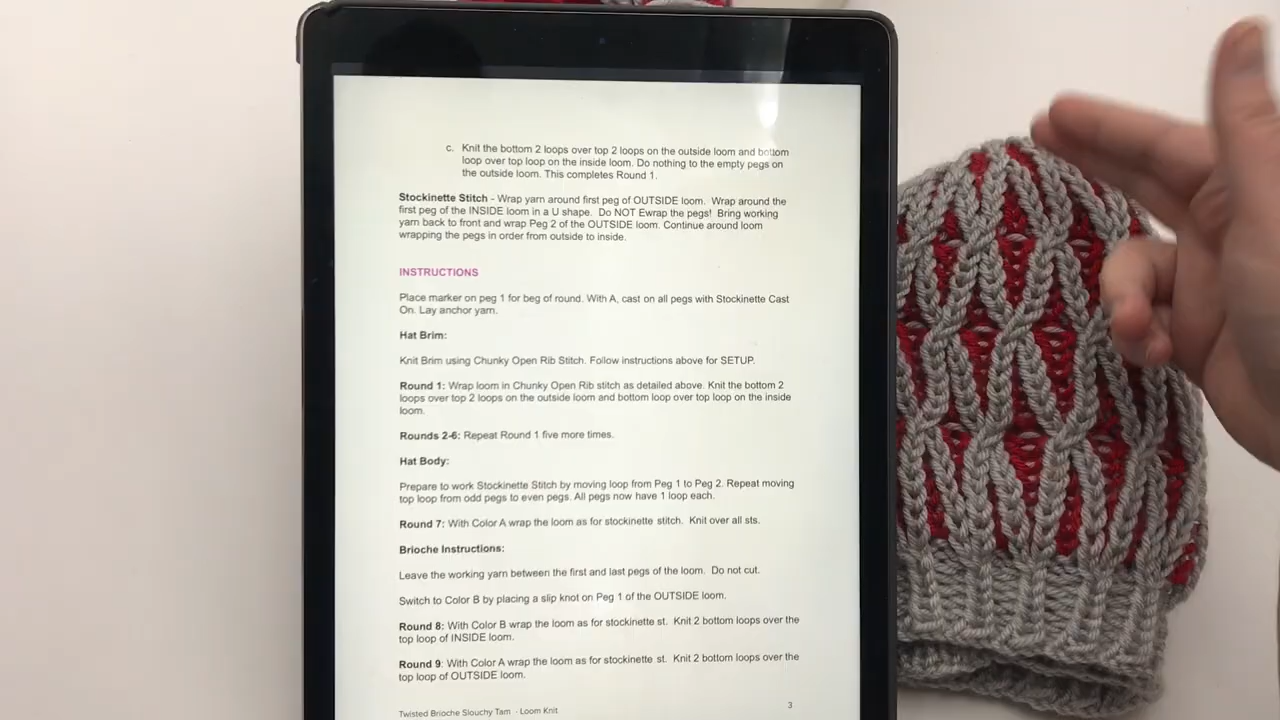 c. Knit the bottom 2 loops over top 2 loops on the outside loom and bottom
loop over top loop on the inside loom. Do nothing to the empty pegs on
the outside loom. This completes Round 1.
Stockinette Stitch - Wrap yarn around first peg of OUTSIDE loom. Wrap around the
first peg of the INSIDE loom in a U shape. Do NOT Ewrap the pegs! Bring working
yarn back to front and wrap Peg 2 of the OUTSIDE loom. Continue around loom
wrapping the pegs in order from outside to inside.
INSTRUCTIONS
Place marker on peg 1 for beg of round. With A, cast on all pegs with Stockinette Cast
On. Lay anchor yarn.
Hat Brim:
Knit Brim using Chunky Open Rib Stitch. Follow instructions above for SETUP.
Round 1: Wrap loom in Chunky Open Rib stitch as detailed above. Knit the bottom 2
loops over top 2 loops on the outside loom and bottom loop over top loop on the inside
loom.
Rounds 2-6: Repeat Round 1 five more times.
Hat Body:
Prepare to work Stockinette Stitch by moving loop from Peg 1 to Peg 2. Repeat moving
top loop from odd pegs to even pegs. All pegs now have 1 loop each.
Round 7: With Color A wrap the loom as for stockinette stitch. Knit over all sts.
Brioche Instructions:
Leave the working yarn between the first and last pegs of the loom. Do not cut.
Switch to Color B by placing a slip knot on Peg 1 of the OUTSIDE loom.
Round 8: With Color B wrap the loom as for stockinette st. Knit 2 bottom loops over the
top loop of INSIDE loom.
Round 9: With Color A wrap the loom as for stockinette st. Knit 2 bottom loops over the
top loop of OUTSIDE loom.
Twisted Brioche Slouchy Tam - Loom Knit 3